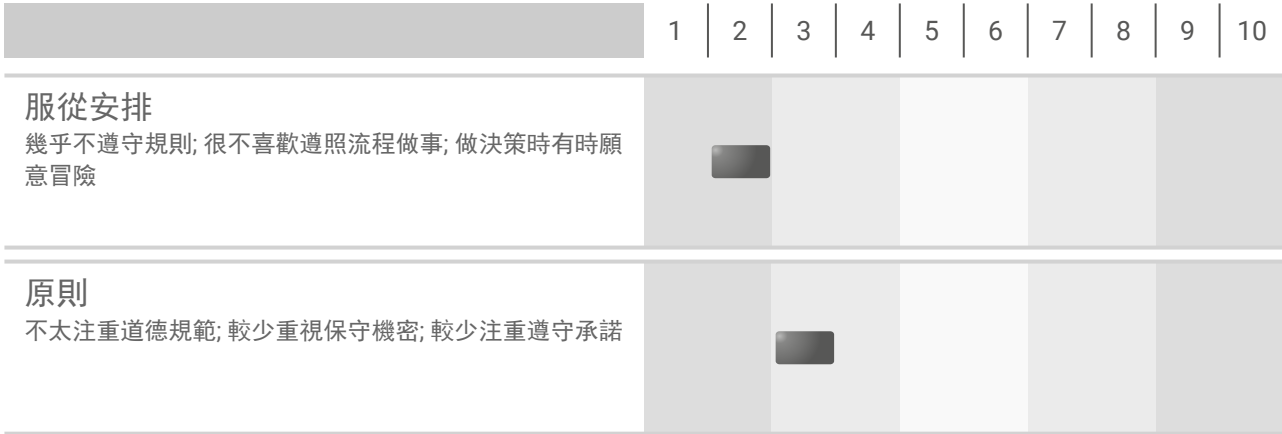 1 2 3 4 5 6 7 8 9 10
服從安排
幾乎不遵守規則; 很不喜歡遵照流程做事; 做決策時有時願
意冒險
原則
不太注重道德規範; 較少重視保守機密; 較少注重遵守承諾